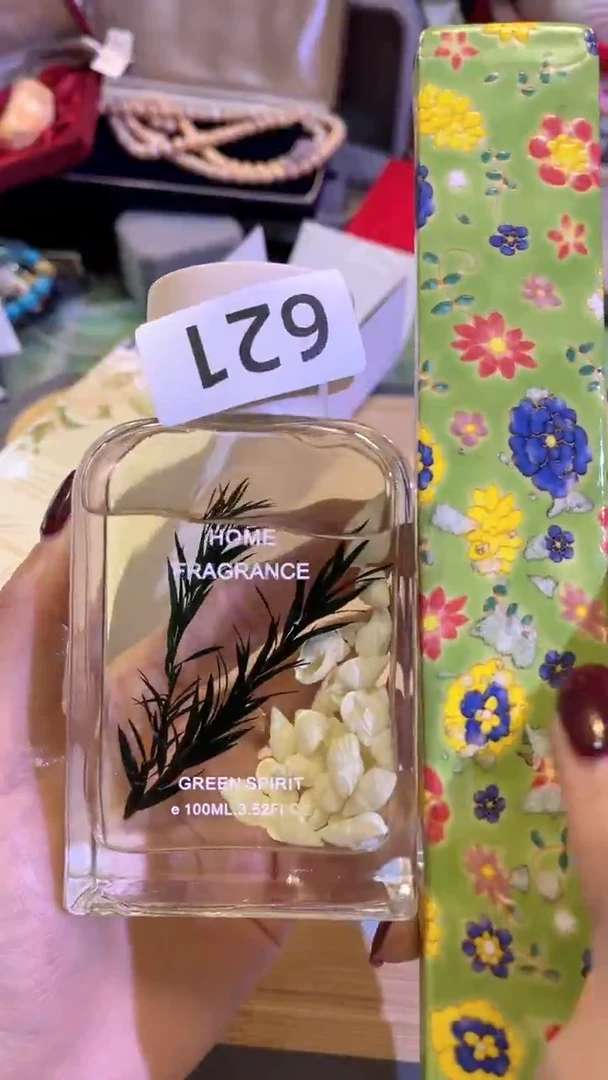 621
HOME
FRAGRANCE
GREEN SPIRIT
e 100ML.3.52Fl